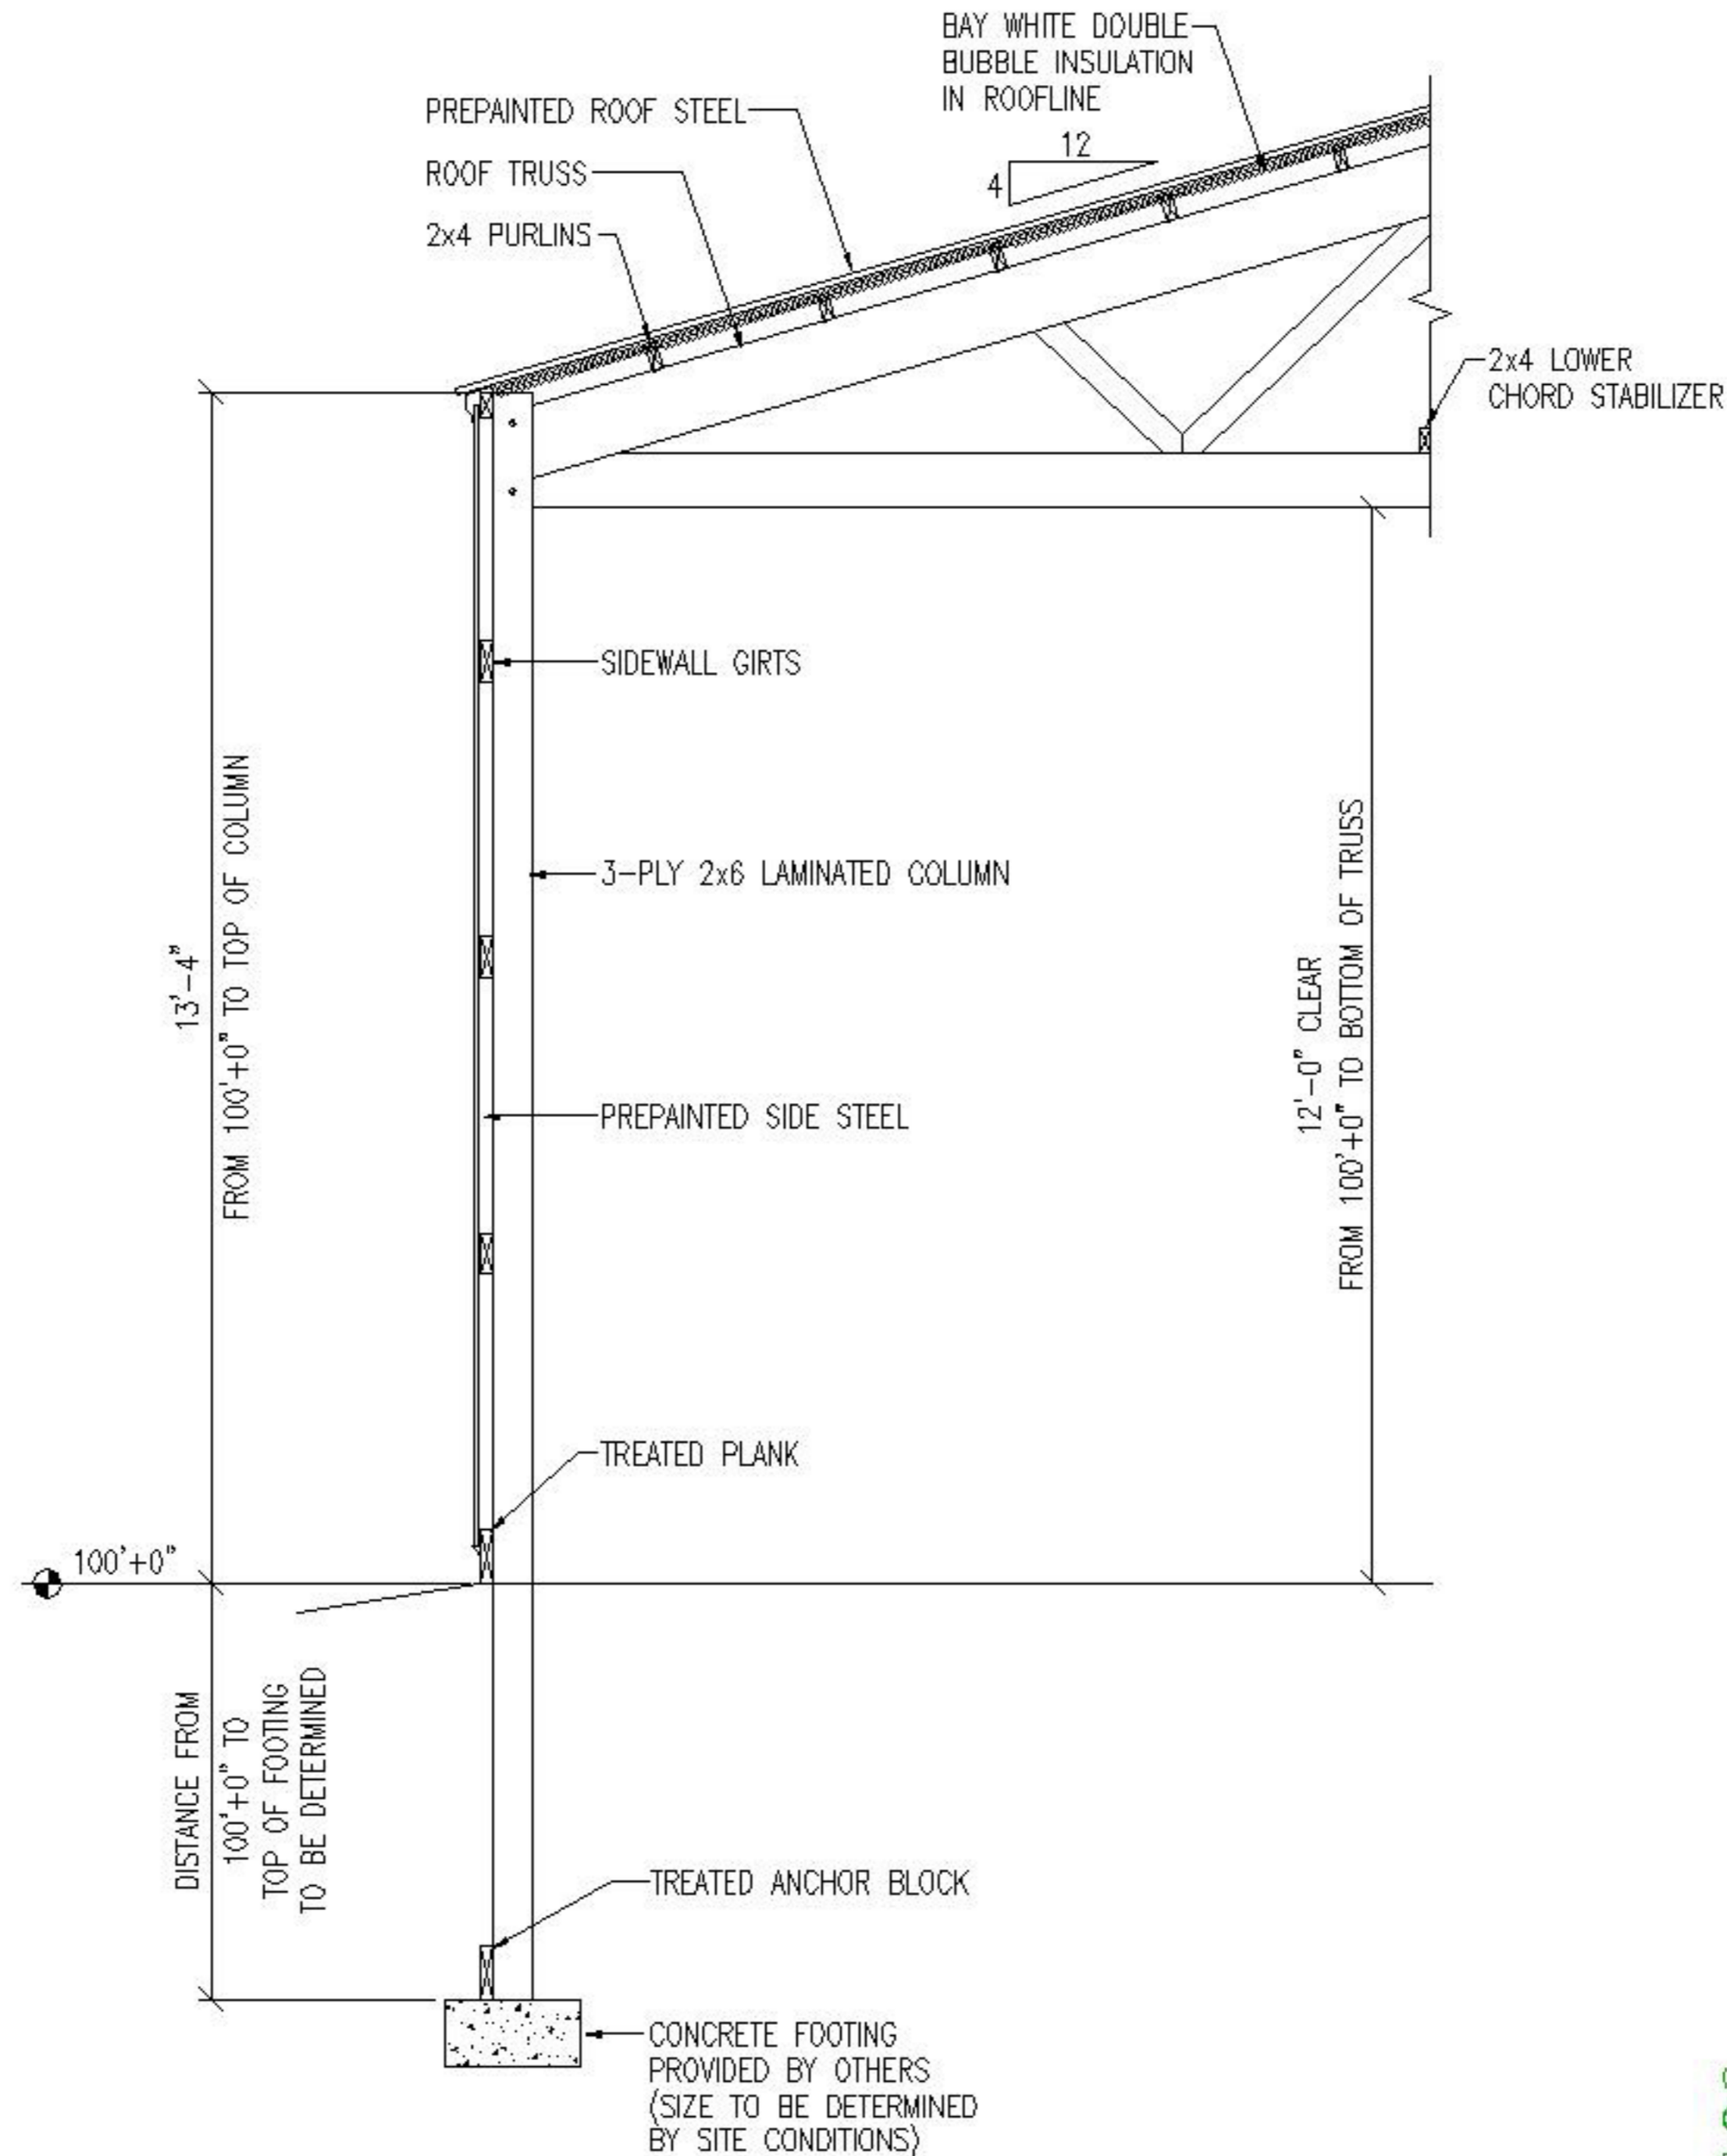 BAY WHITE DOUBLE
BUBBLE INSULATION
IN ROOFLINE
PREPAINTED ROOF STEEL
12
4
ROOF TRUSS
2x4 PURLINS
2x4 LOWER
CHORD STABILIZER
SIDEWALL GIRTS
3-PLY 2x6 LAMINATED COLUMN
13'-4"
FROM 100'+0" TO TOP OF COLUMN
12'-0" CLEAR
FROM 100'+0" TO BOTTOM OF TRUSS
PREPAINTED SIDE STEEL
TREATED PLANK
100'+0"
DISTANCE FROM
100'+0" TO
TOP OF FOOTING
TO BE DETERMINED
TREATED ANCHOR BLOCK
CONCRETE FOOTING
PROVIDED BY OTHERS
(SIZE TO BE DETERMINED
BY SITE CONDITIONS)